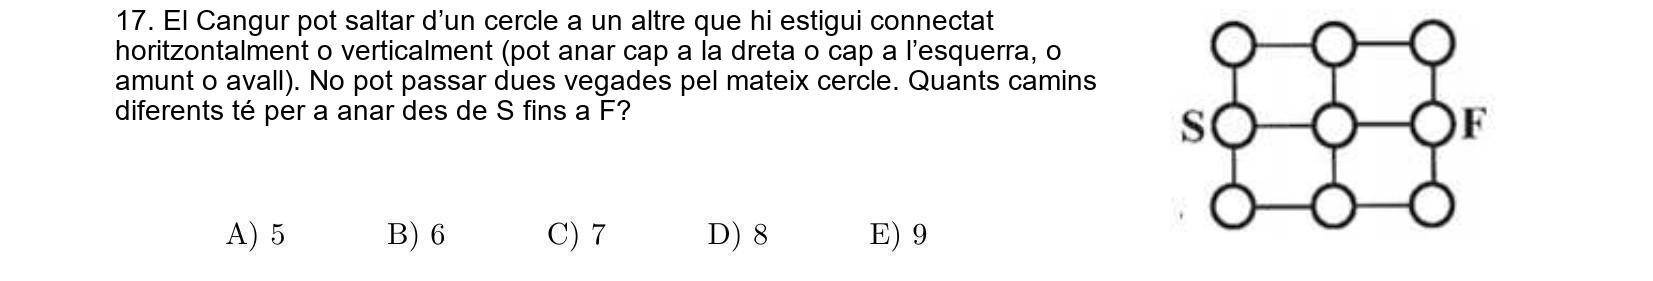 17. El Cangur pot saltar d’un cercle a un altre que hi estigui connectat
horitzontalment o verticalment (pot anar cap a la dreta o cap a l’esquerra, o
amunt o avall). No pot passar dues vegades pel mateix cercle. Quants camins
diferents té per a anar des de S fins a F?
S F
A) 5 B) 6 C) 7 D) 8 E) 9